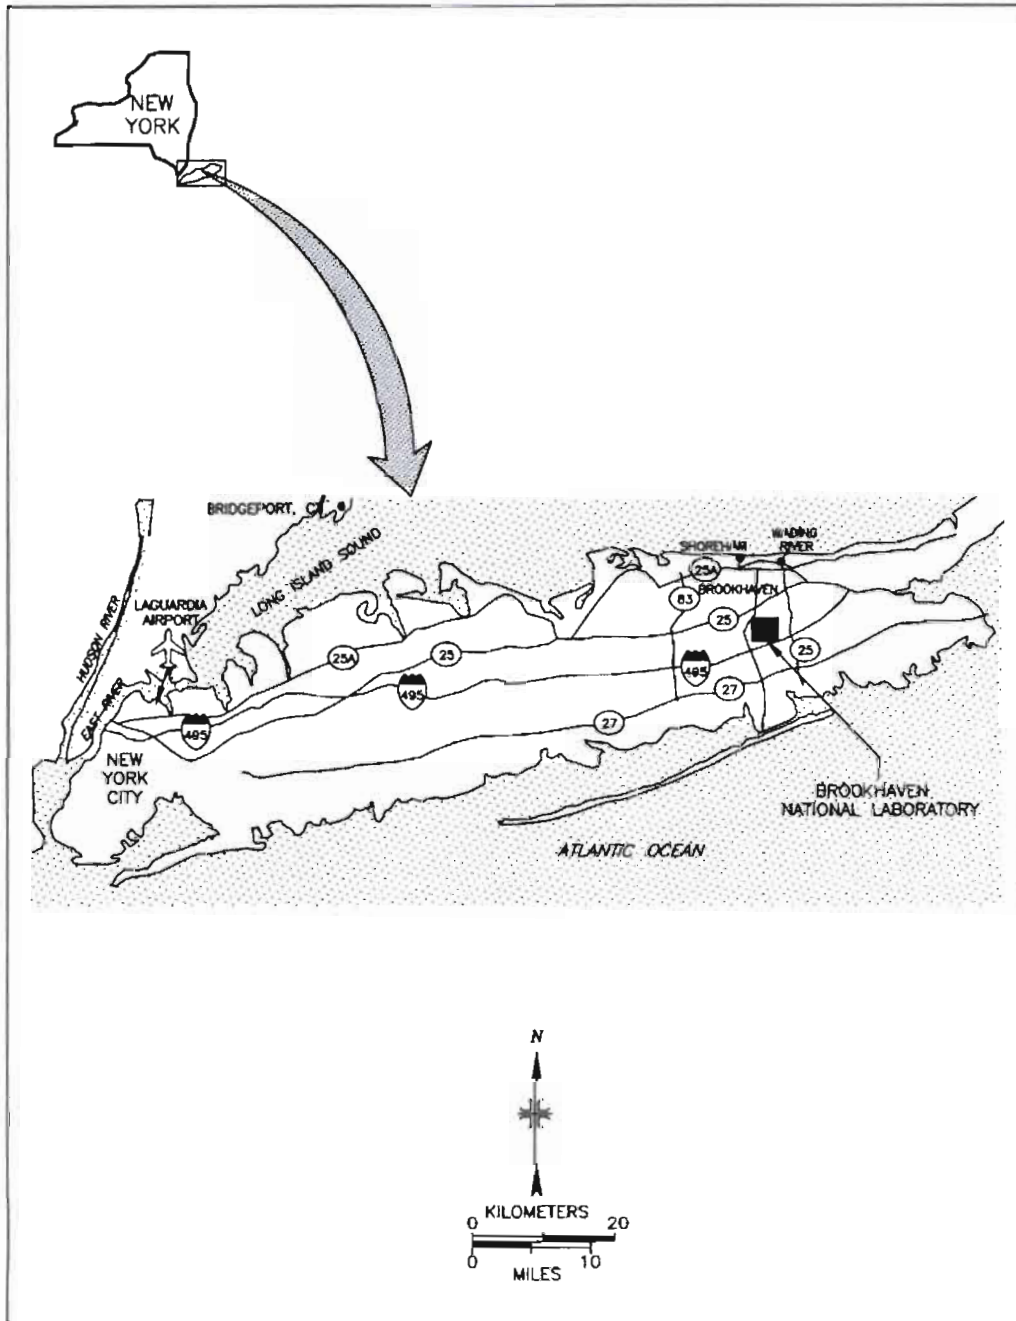 NEW
YORK
BRIDGEPORT, CT
LONG ISLAND SOUND
HUDSON RIVER
LAGUARDIA
AIRPORT
EAST RIVER
NEW
YORK
CITY
SHOREHAM
WADING
RIVER
25A
83
BROOKHAVEN
25
25A
25
495
495
495
25
27
27
BROOKHAVEN
NATIONAL LABORATORY
ATLANTIC OCEAN
N
KILOMETERS
0 20
0 10
MILES